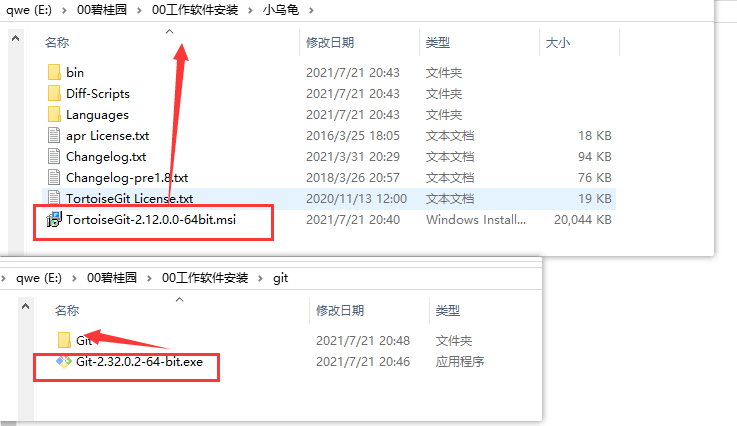 qwe (E:) > 00碧桂园 > 00工作软件安装 > 小乌龟 >
名称 修改日期 类型 大小
bin 2021/7/21 20:43 文件夹
Diff-Scripts 2021/7/21 20:43 文件夹
Languages 2021/7/21 20:43 文件夹
apr License.txt 2016/3/25 18:05 文本文档 18 KB
Changelog.txt 2021/3/31 20:29 文本文档 94 KB
Changelog-pre1.8.txt 2018/3/26 20:57 文本文档 76 KB
TortoiseGit License.txt 2020/11/13 12:00 文本文档 19 KB
TortoiseGit-2.12.0.0-64bit.msi 2021/7/21 20:40 Windows Install... 20,044 KB
> qwe (E:) > 00碧桂园 > 00工作软件安装 > git
名称 修改日期 类型
Git 2021/7/21 20:48 文件夹
Git-2.32.0.2-64-bit.exe 2021/7/21 20:46 应用程序